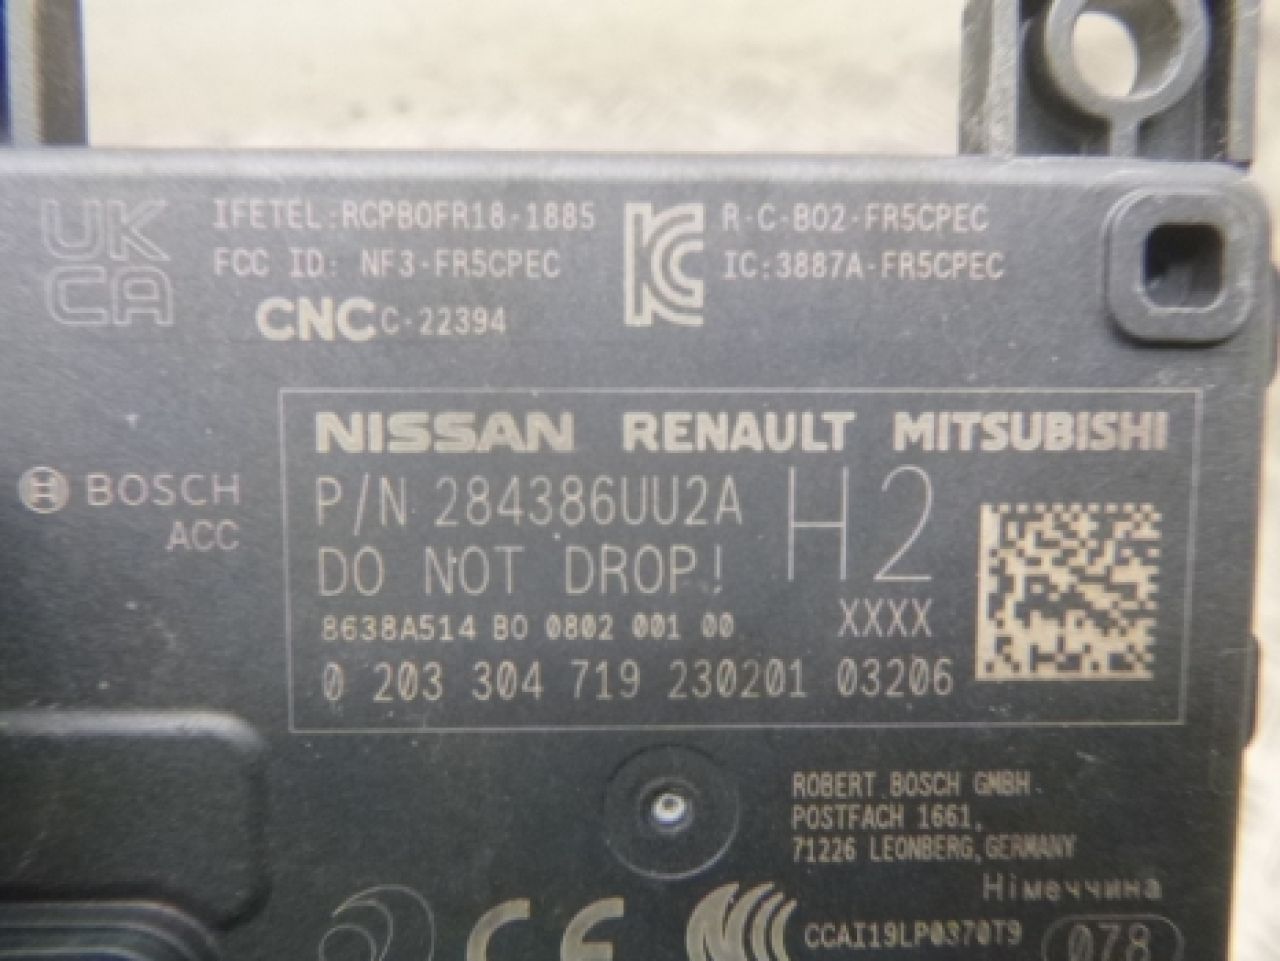 UK
CA
IFETEL:RCPBOFR18-1885
FCC ID: NF3-FR5CPEC
CNC C-22394
R-C-BO2-FR5CPEC
IC:3887A-FR5CPEC
BOSCH
ACC
NISSAN RENAULT MITSUBISHI
P/N 284386UU2A H2
DO NOT DROP!
8638A514 BO 0802 001 00 XXXX
0 203 304 719 230201 03206
ROBERT BOSCH GMBH
POSTFACH 1661,
71226 LEONBERG, GERMANY
Німеччина
CE
CCAI19LP0370T9
078